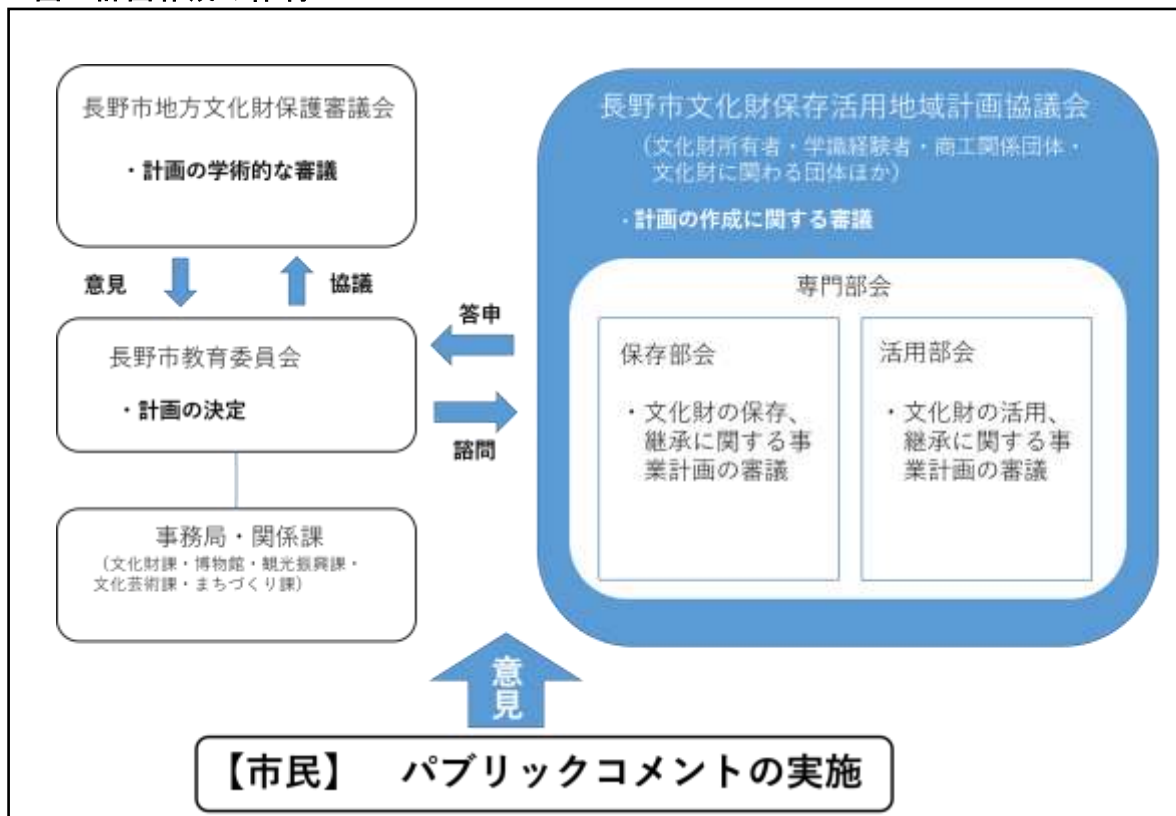 長野市地方文化財保護審議会
・計画の学術的な審議
意見
協議
長野市教育委員会
・計画の決定
答申
諮問
事務局・関係課
（文化財課・博物館・観光振興課・
文化芸術課・まちづくり課）
長野市文化財保存活用地域計画協議会
（文化財所有者・学識経験者・商工関係団体・
文化財に関わる団体ほか）
・計画の作成に関する審議
専門部会
保存部会
・文化財の保存、
継承に関する事
業計画の審議
活用部会
・文化財の活用、
継承に関する事
業計画の審議
意見
【市民】　パブリックコメントの実施